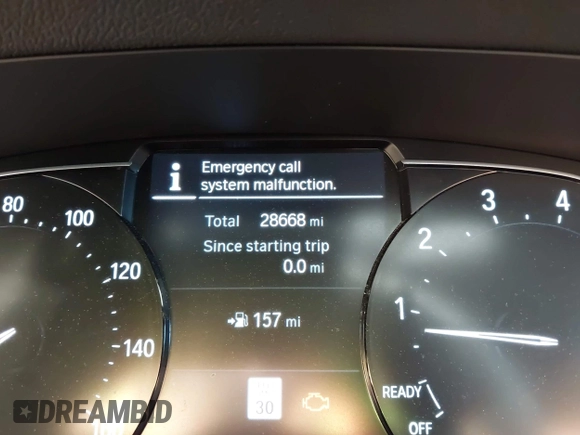 Emergency call
system malfunction.
Total 28668 mi
Since starting trip
0.0 mi
157 mi
80
100
120
140
1
2
3
4
READY
OFF
30
DREAMBID